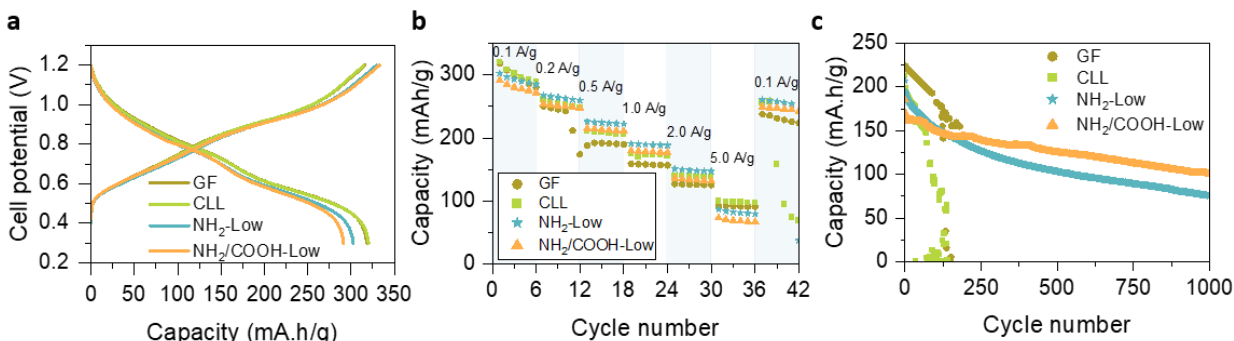 a
Cell potential (V)
1.2
1.0
0.8
0.6
0.4
0.2
GF
CLL
NH₂-Low
NH₂/COOH-Low
0 50 100 150 200 250 300 350
Capacity (mA.h/g)
b
Capacity (mAh/g)
300
200
100
0
0.1 A/g
0.2 A/g
0.5 A/g
1.0 A/g
2.0 A/g
5.0 A/g
0.1 A/g
GF
CLL
NH₂-Low
NH₂/COOH-Low
0 6 12 18 24 30 36 42
Cycle number
c
Capacity (mA.h/g)
250
200
150
100
50
0
GF
CLL
NH₂-Low
NH₂/COOH-Low
0 250 500 750 1000
Cycle number